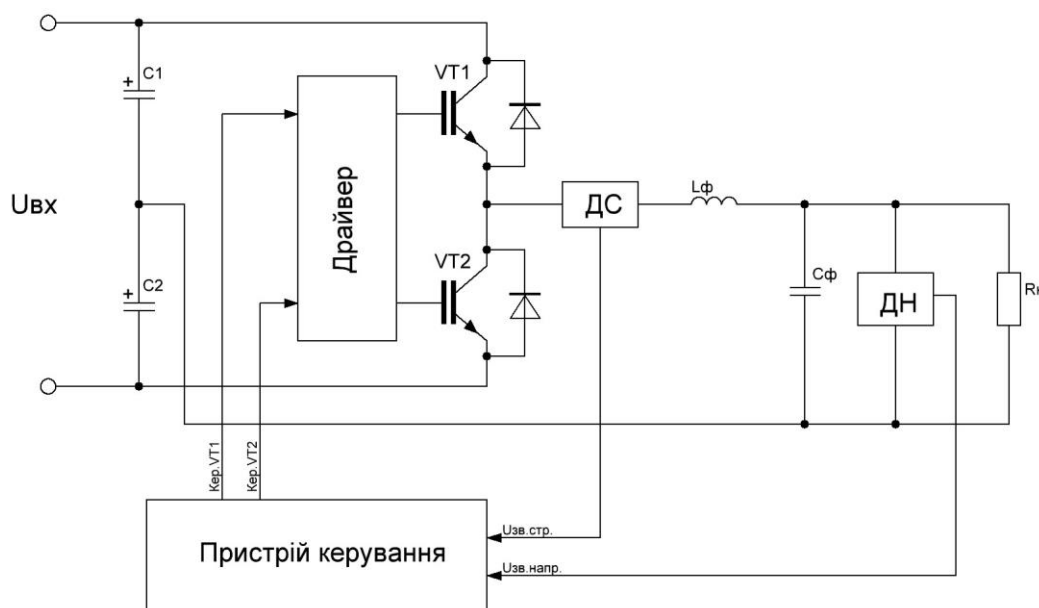 C1
+
VT1
Uвх
Драйвер
ДС
Lф
C2
+
VT2
Cф
ДН
Rн
Кер.VT1
Кер.VT2
Uзв.стр.
Пристрій керування
Uзв.напр.